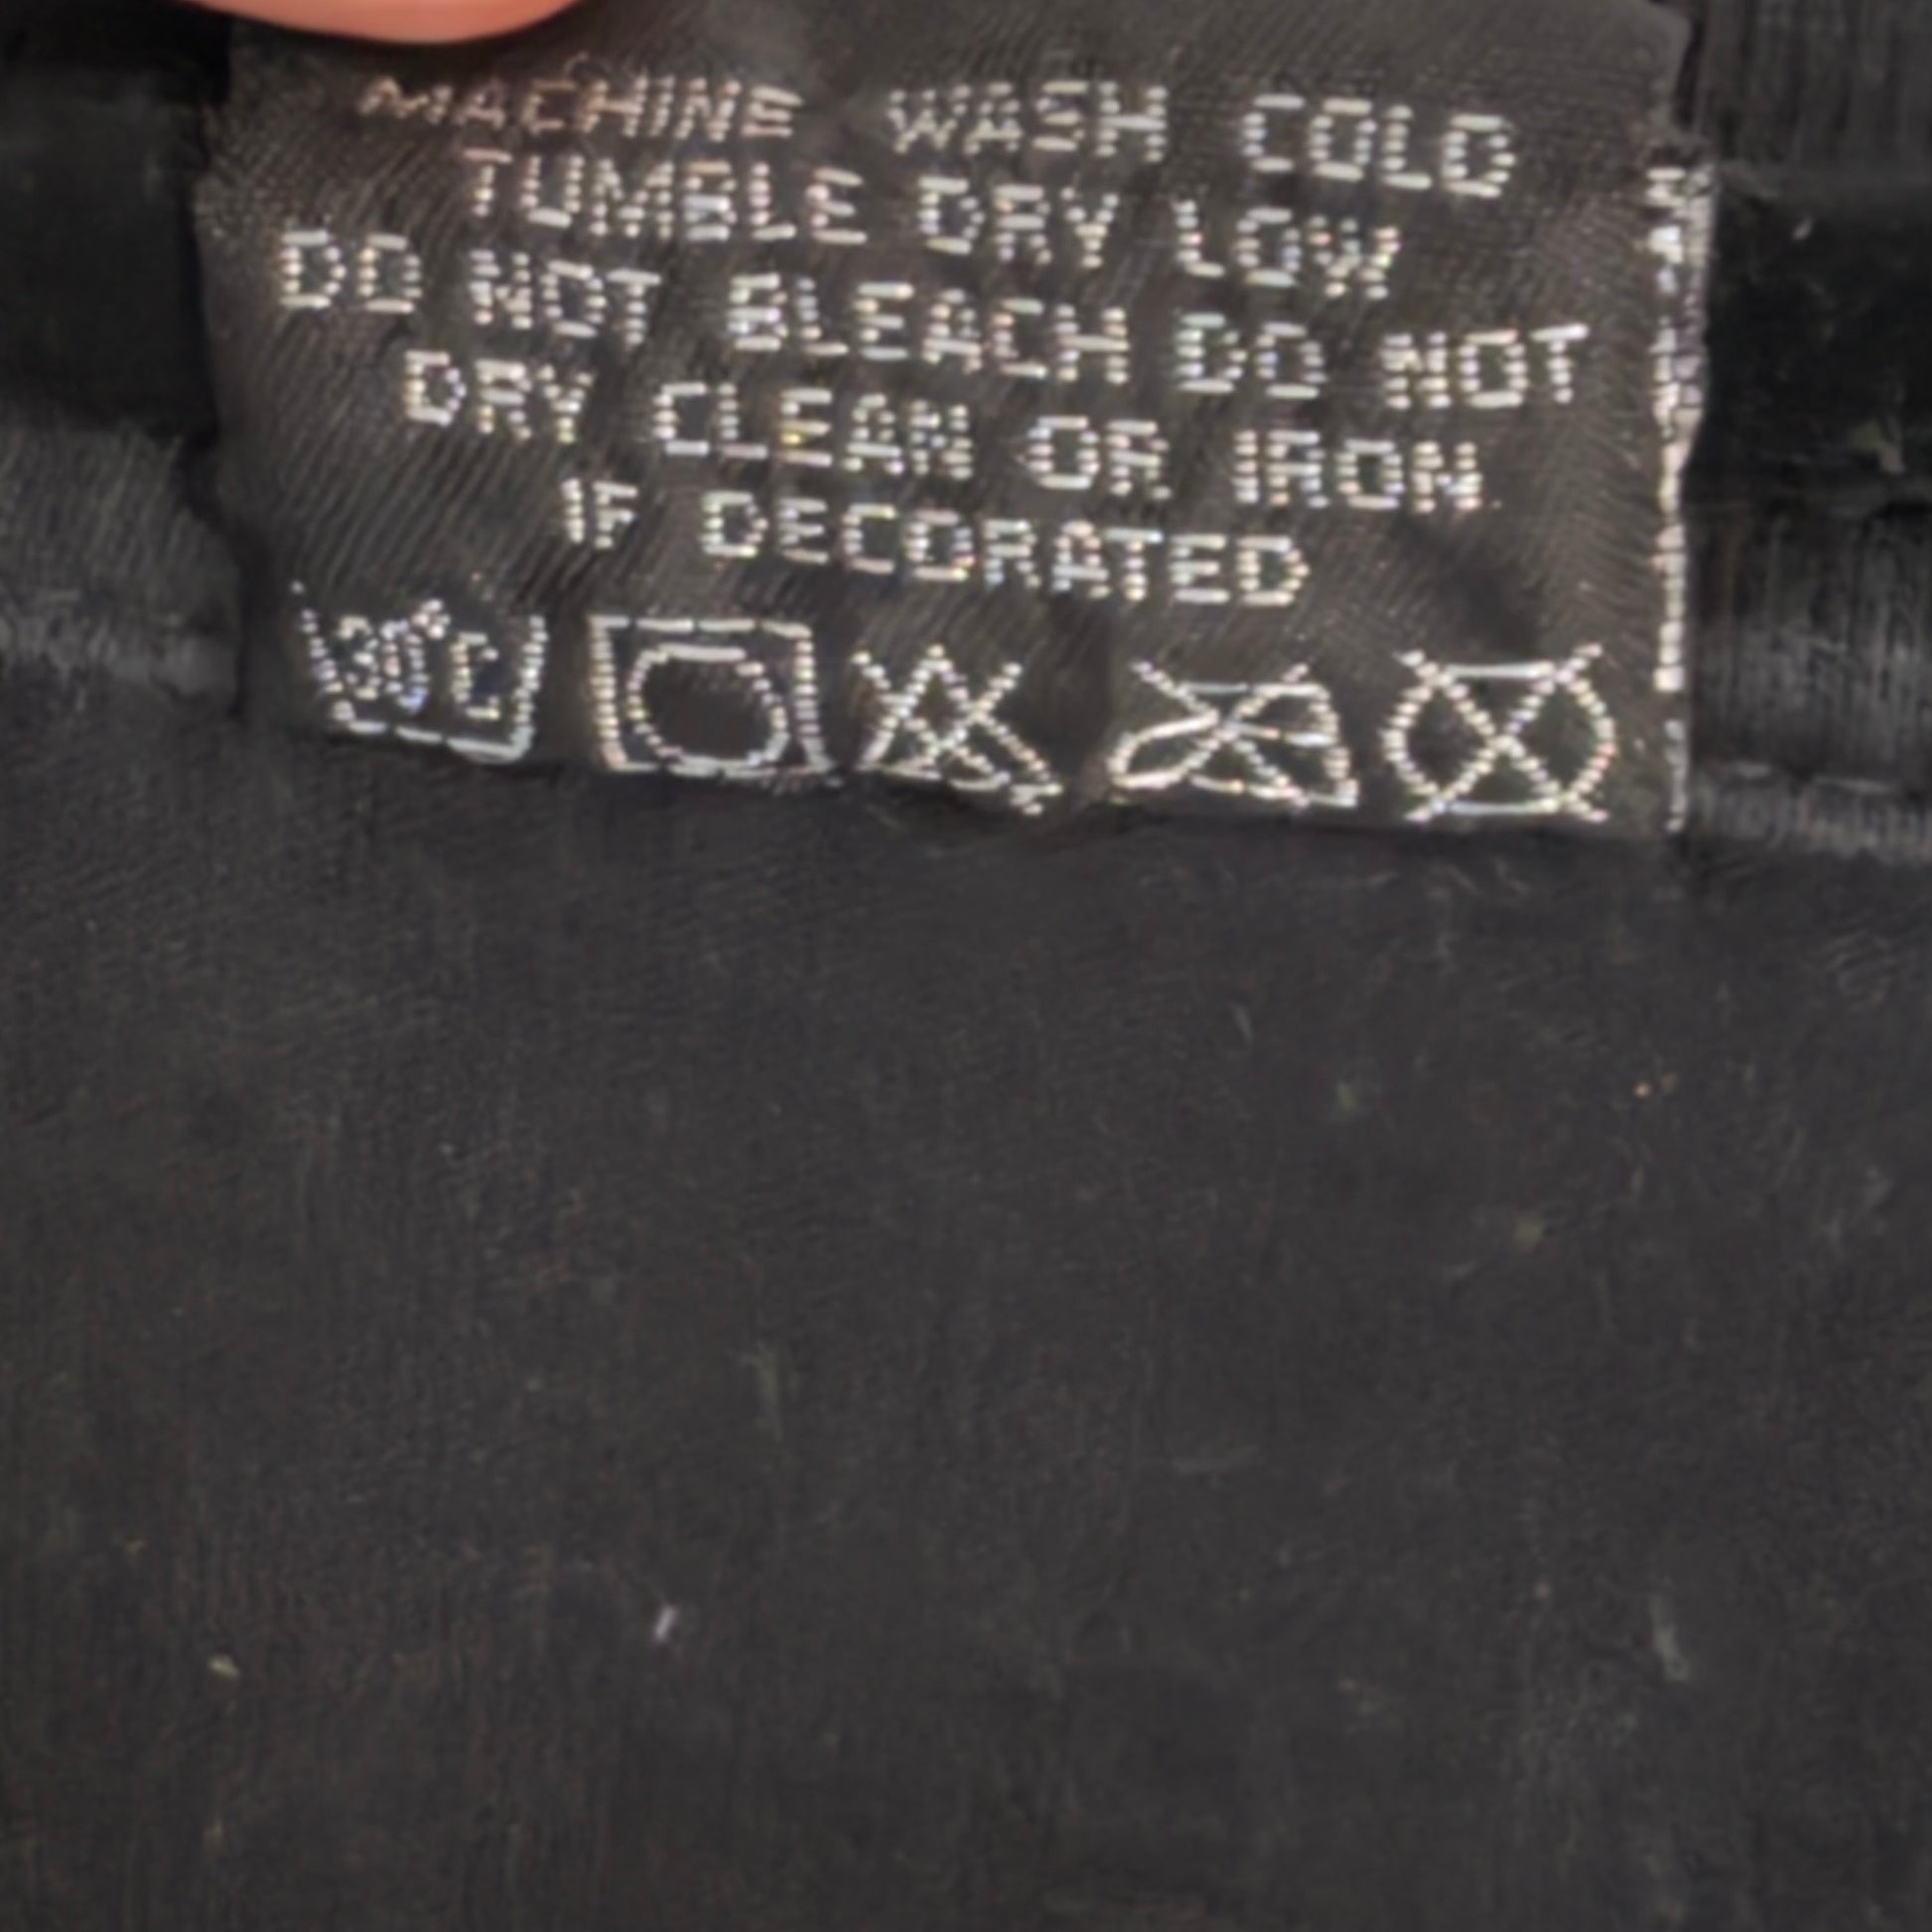 MACHINE WASH COLD
TUMBLE DRY LOW
DO NOT BLEACH DO NOT
DRY CLEAN OR IRON
IF DECORATED
30°C